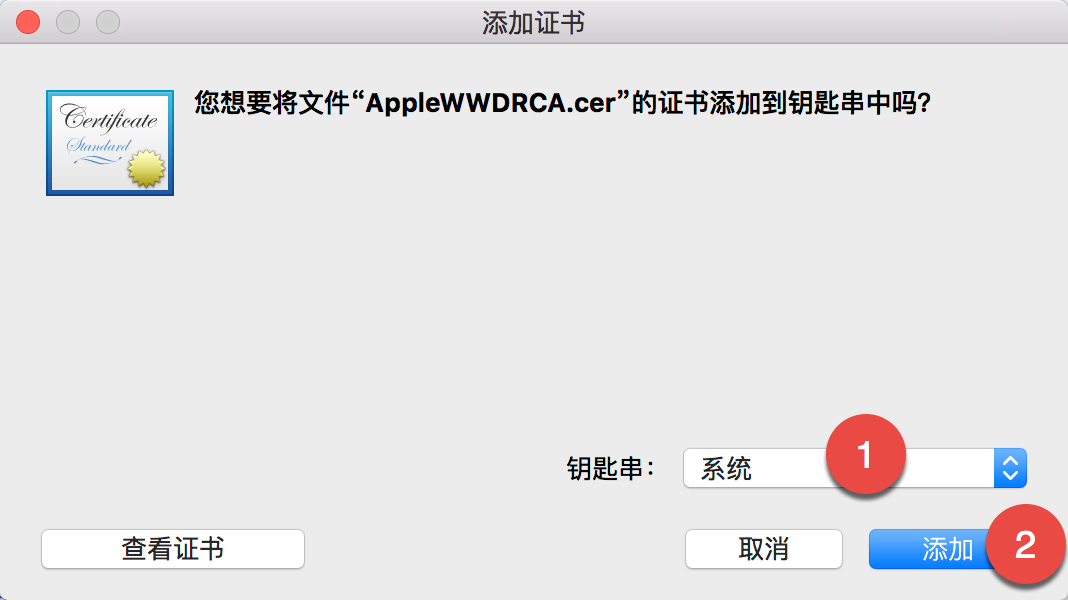 添加证书
Certificate
Standard
您想要将文件“AppleWWDRCA.cer”的证书添加到钥匙串中吗？
1
钥匙串：
系统
查看证书
取消
添加
2